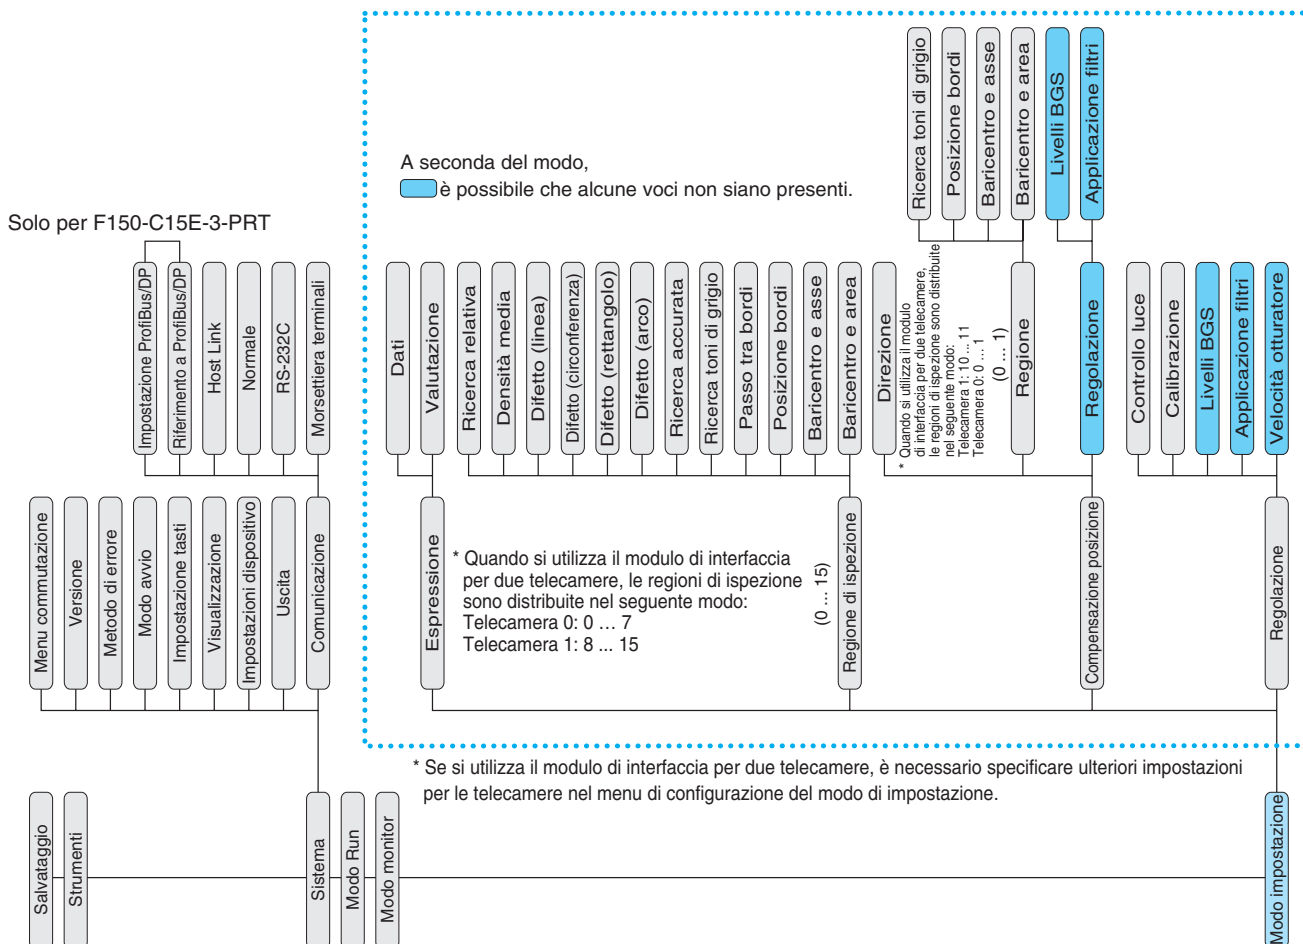 Ricerca toni di grigio
Posizione bordi
Baricentro e asse
Baricentro e area
Livelli BGS
Applicazione filtri
A seconda del modo,
è possibile che alcune voci non siano presenti.
Solo per F150-C15E-3-PRT
Impostazione ProfiBus/DP
Riferimento a ProfiBus/DP
Host Link
Normale
RS-232C
Morsettiera terminali
Dati
Valutazione
Ricerca relativa
Densità media
Difetto (linea)
Difetto (circonferenza)
Difetto (rettangolo)
Difetto (arco)
Ricerca accurata
Ricerca toni di grigio
Passo tra bordi
Posizione bordi
Baricentro e asse
Baricentro e area
Direzione
* Quando si utilizza il modulo
di interfaccia per due telecamere,
le regioni di ispezione sono distribuite
nel seguente modo:
Telecamera 1: 10 ... 11
Telecamera 0: 0 ... 1
(0 ... 1)
Regione
Regolazione
Controllo luce
Calibrazione
Livelli BGS
Applicazione filtri
Velocità otturatore
Menu commutazione
Versione
Metodo di errore
Modo avvio
Impostazione tasti
Visualizzazione
Impostazioni dispositivo
Uscita
Comunicazione
Espressione
* Quando si utilizza il modulo di interfaccia
per due telecamere, le regioni di ispezione
sono distribuite nel seguente modo:
Telecamera 0: 0 ... 7
Telecamera 1: 8 ... 15
(0 ... 15)
Regione di ispezione
Compensazione posizione
Regolazione
* Se si utilizza il modulo di interfaccia per due telecamere, è necessario specificare ulteriori impostazioni
per le telecamere nel menu di configurazione del modo di impostazione.
Salvataggio
Strumenti
Sistema
Modo Run
Modo monitor
Modo impostazione